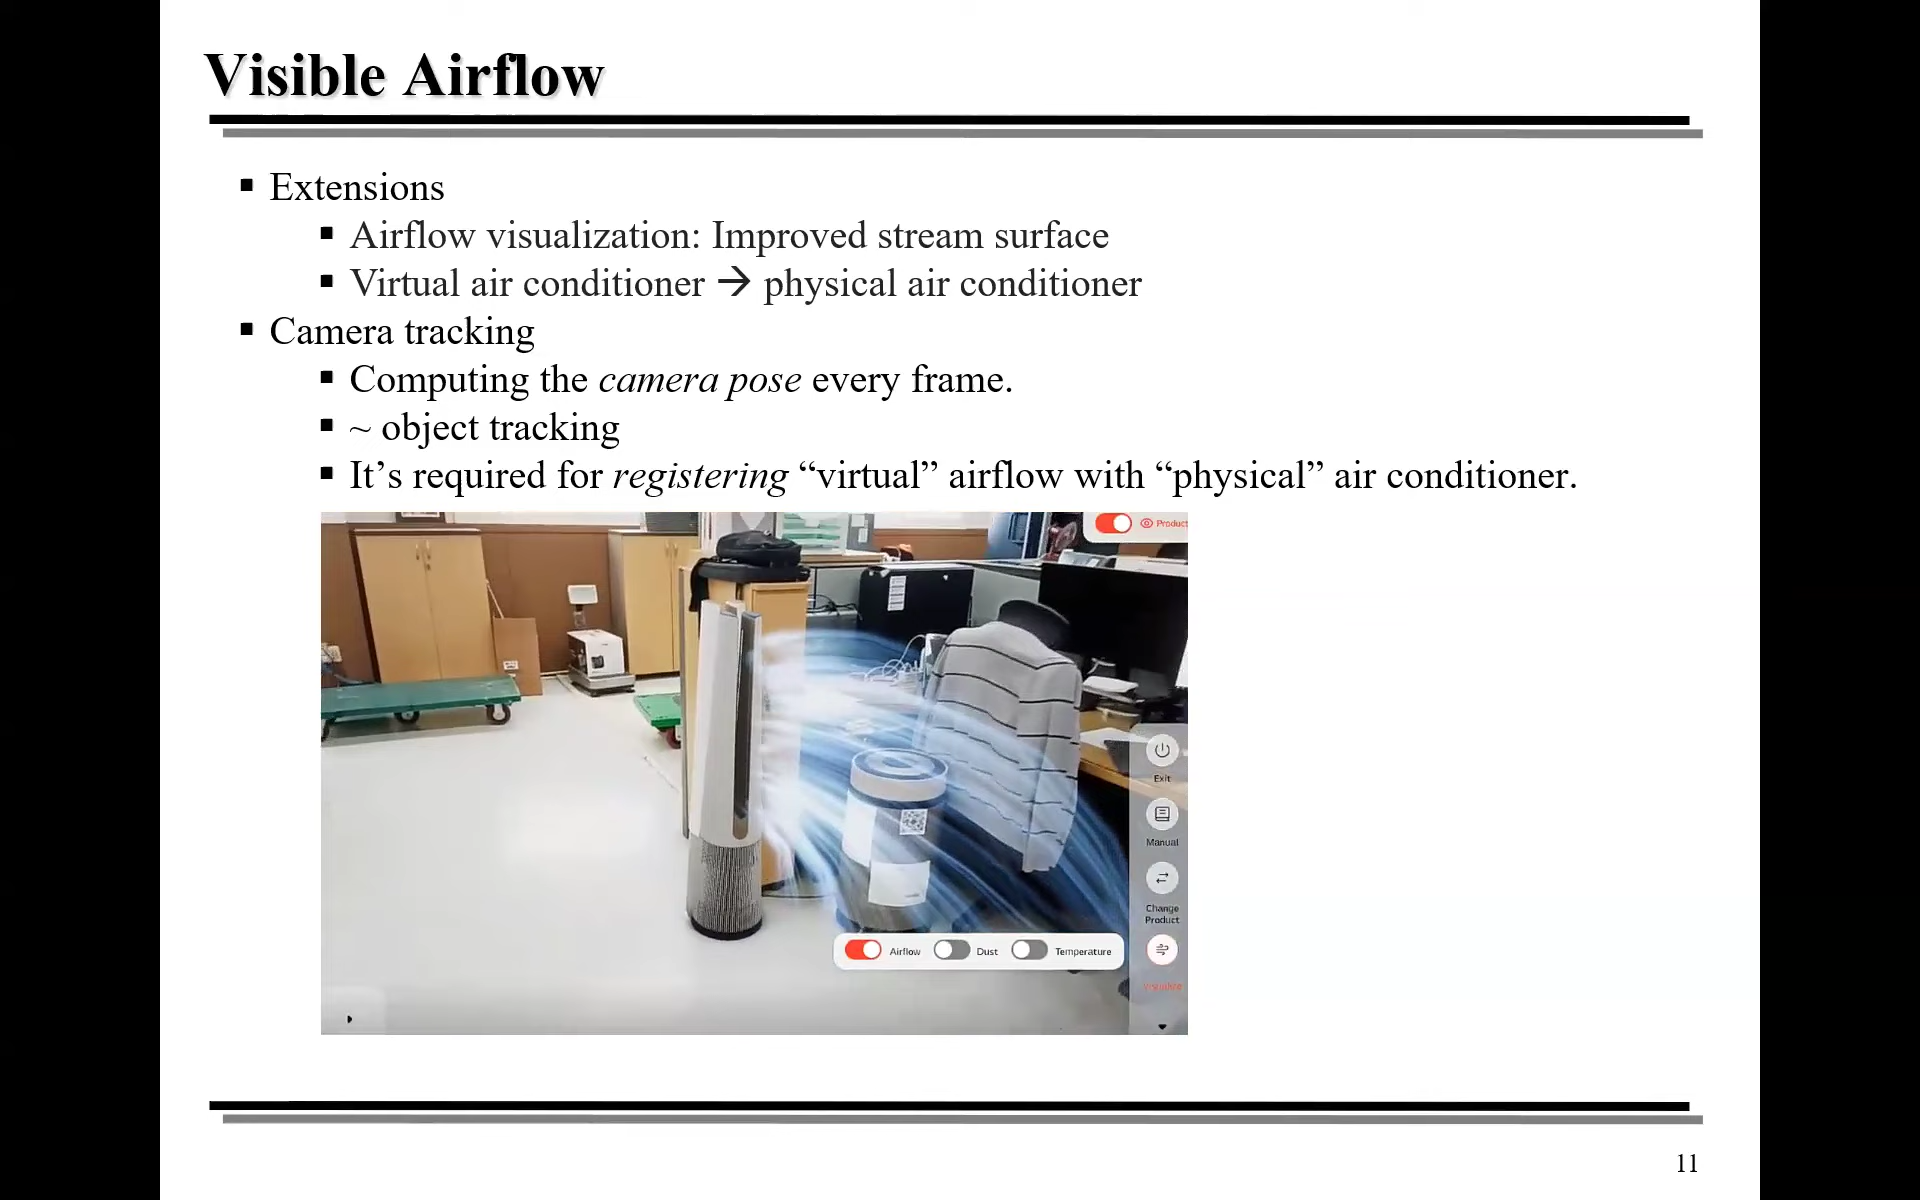 Visible Airflow
▪ Extensions
▪ Airflow visualization: Improved stream surface
▪ Virtual air conditioner → physical air conditioner
▪ Camera tracking
▪ Computing the camera pose every frame.
▪ ~ object tracking
▪ It’s required for registering “virtual” airflow with “physical” air conditioner.
Product
Exit
Manual
Change
Product
Airflow Dust Temperature
11